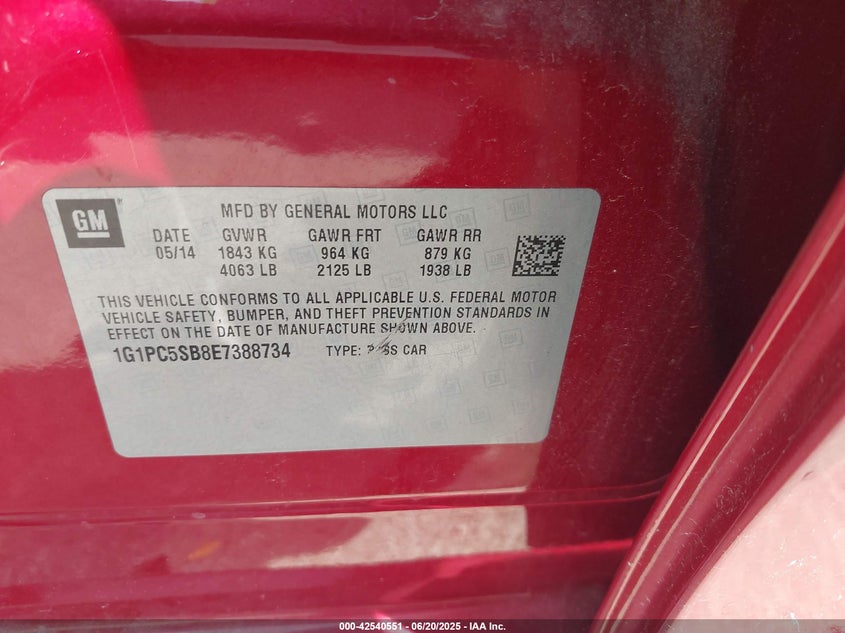 GM
MFD BY GENERAL MOTORS LLC
DATE GVWR GAWR FRT GAWR RR
05/14 1843 KG 964 KG 879 KG
4063 LB 2125 LB 1938 LB
THIS VEHICLE CONFORMS TO ALL APPLICABLE U.S. FEDERAL MOTOR
VEHICLE SAFETY, BUMPER, AND THEFT PREVENTION STANDARDS IN
EFFECT ON THE DATE OF MANUFACTURE SHOWN ABOVE.
1G1PC5SB8E7388734 TYPE: CAR
000-42540551 - 06/20/2025 - IAA Inc.